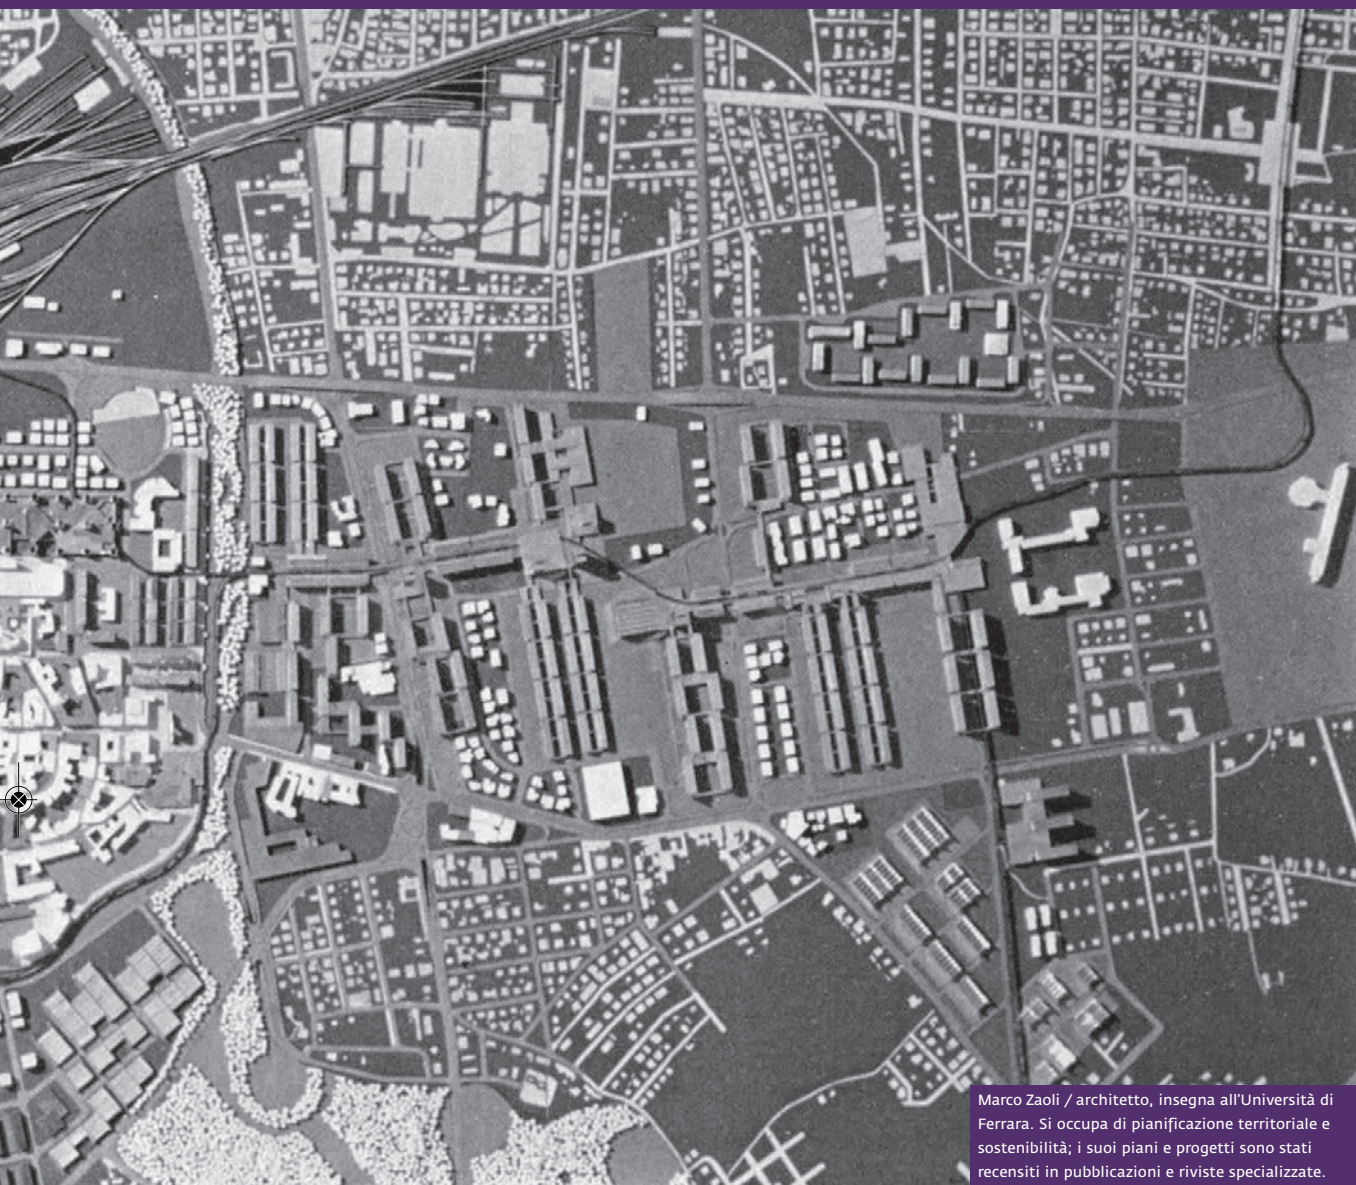 Marco Zaoli / architetto, insegna all'Università di
Ferrara. Si occupa di pianificazione territoriale e
sostenibilità; i suoi piani e progetti sono stati
recensiti in pubblicazioni e riviste specializzate.